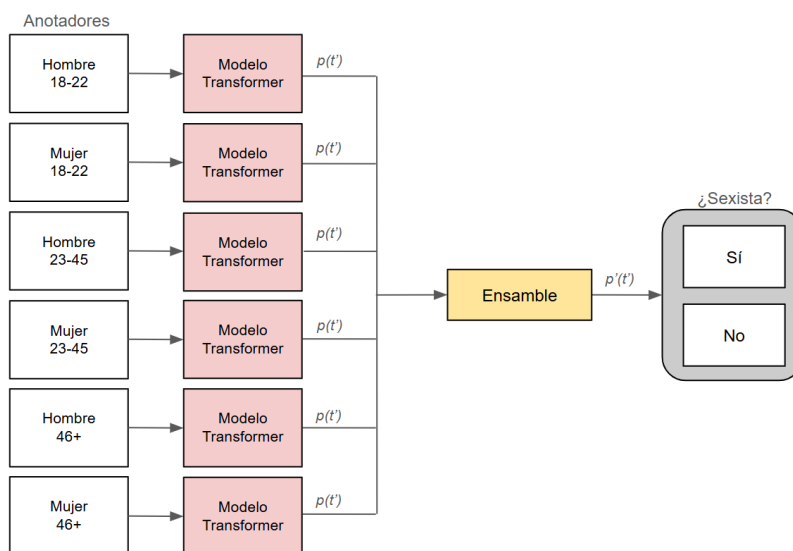 Anotadores
Hombre
18-22
Modelo
Transformer
p(t')
Mujer
18-22
Modelo
Transformer
p(t')
Hombre
23-45
Modelo
Transformer
p(t')
Mujer
23-45
Modelo
Transformer
p(t')
Hombre
46+
Modelo
Transformer
p(t')
Mujer
46+
Modelo
Transformer
p(t')
Ensamble
p'(t')
¿Sexista?
Sí
No